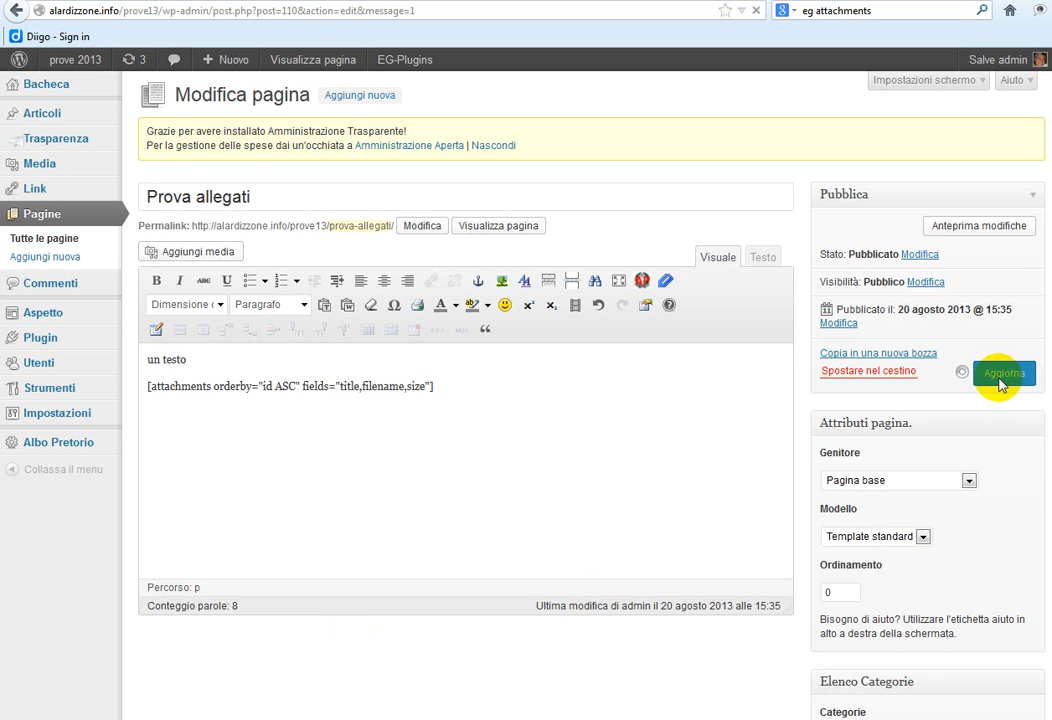 alardizzone.info/prove13/wp-admin/post.php?post=110&action=edit&message=1
eg attachments
Diigo - Sign in
prove 2013
3
Nuovo
Visualizza pagina
EG-Plugins
Salve admin
Bacheca
Articoli
Trasparenza
Media
Link
Pagine
Tutte le pagine
Aggiungi nuova
Commenti
Aspetto
Plugin
Utenti
Strumenti
Impostazioni
Albo Pretorio
Collassa il menu
Impostazioni schermo
Aiuto
Modifica pagina
Aggiungi nuova
Grazie per avere installato Amministrazione Trasparente!
Per la gestione delle spese dai un'occhiata a Amministrazione Aperta | Nascondi
Prova allegati
Permalink: http://alardizzone.info/prove13/prova-allegati/
Modifica
Visualizza pagina
Aggiungi media
Visuale
Testo
B I ABC U
Dimensione (
Paragrafo
un testo
[attachments orderby="id ASC" fields="title,filename,size"]
Percorso: p
Conteggio parole: 8
Ultima modifica di admin il 20 agosto 2013 alle 15:35
Pubblica
Anteprima modifiche
Stato: Pubblicato Modifica
Visibilità: Pubblico Modifica
Pubblicato il: 20 agosto 2013 @ 15:35
Modifica
Copia in una nuova bozza
Spostare nel cestino
Aggiorna
Attributi pagina.
Genitore
Pagina base
Modello
Template standard
Ordinamento
0
Bisogno di aiuto? Utilizzare l'etichetta aiuto in
alto a destra della schermata.
Elenco Categorie
Categorie